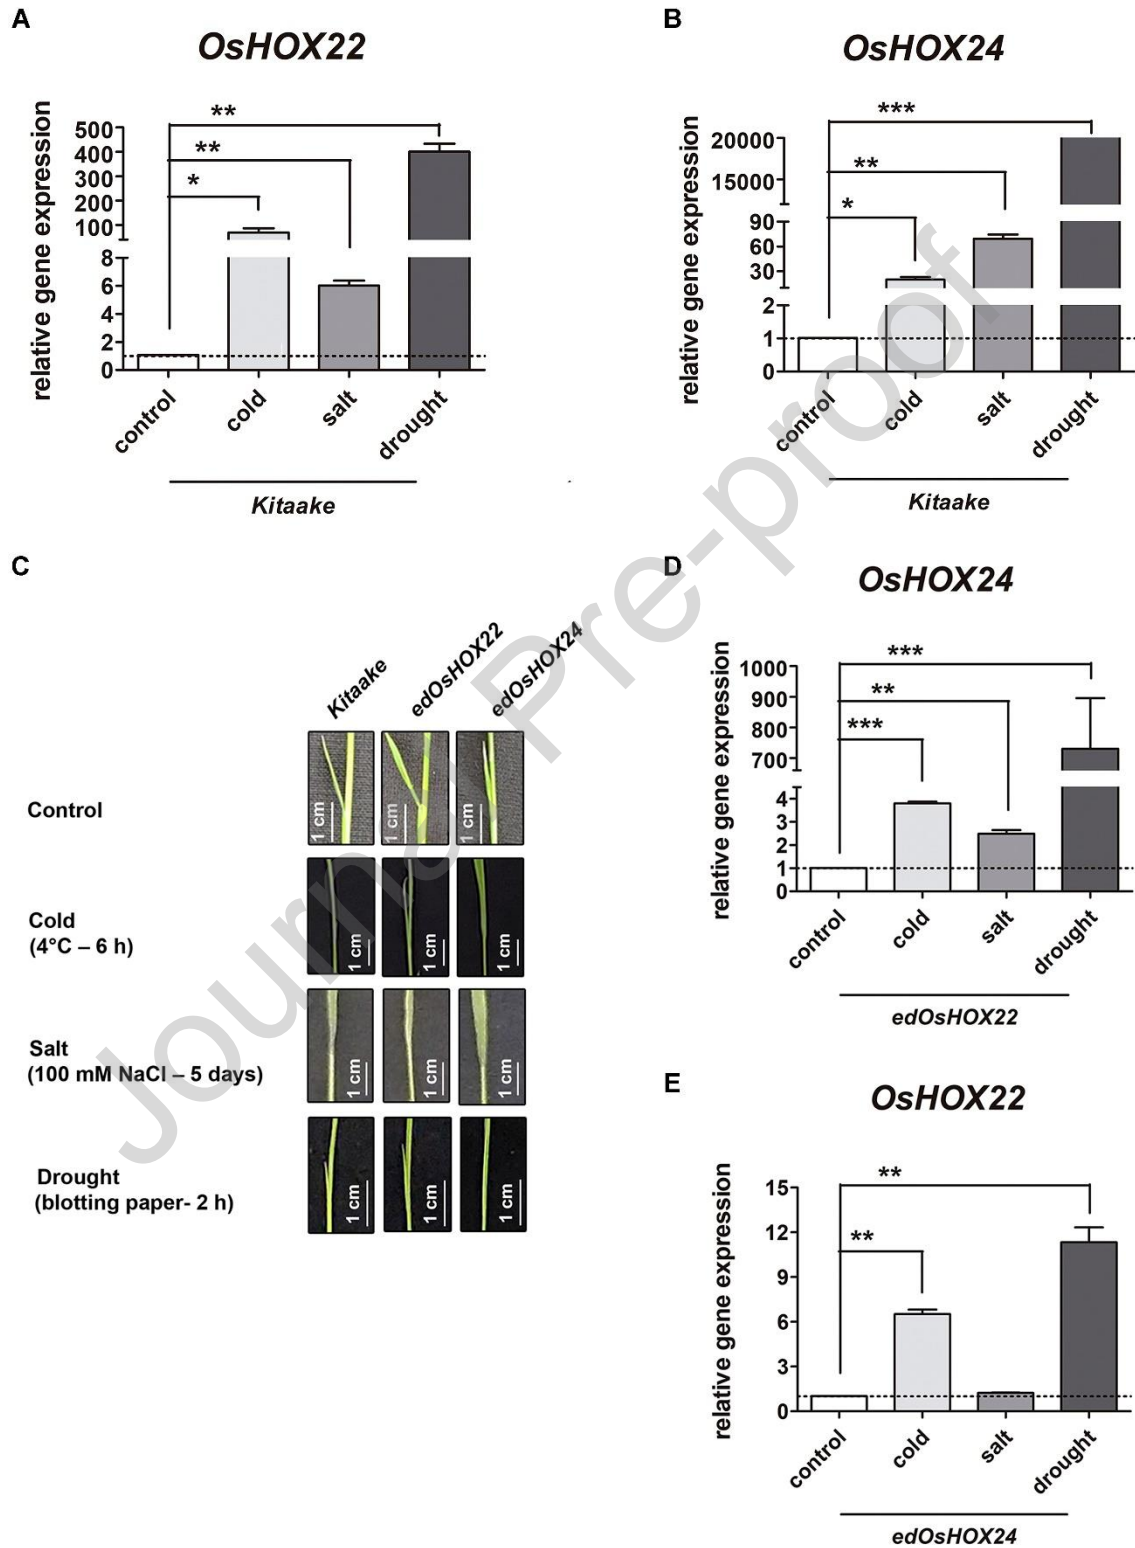 A
OsHOX22
relative gene expression
500
400
300
200
100
8
6
4
2
0
**
**
*
control
cold
salt
drought
Kitaake
B
OsHOX24
relative gene expression
20000
15000
90
60
30
2
1
0
***
**
*
control
cold
salt
drought
Kitaake
C
Kitaake
edOsHOX22
edOsHOX24
Control
1 cm
1 cm
1 cm
Cold
(4°C – 6 h)
1 cm
1 cm
1 cm
Salt
(100 mM NaCl – 5 days)
1 cm
1 cm
1 cm
Drought
(blotting paper- 2 h)
1 cm
1 cm
1 cm
D
OsHOX24
relative gene expression
1000
900
800
700
4
3
2
1
0
***
**
***
control
cold
salt
drought
edOsHOX22
E
OsHOX22
relative gene expression
15
12
9
6
3
0
**
**
control
cold
salt
drought
edOsHOX24
Journal Pre-proof